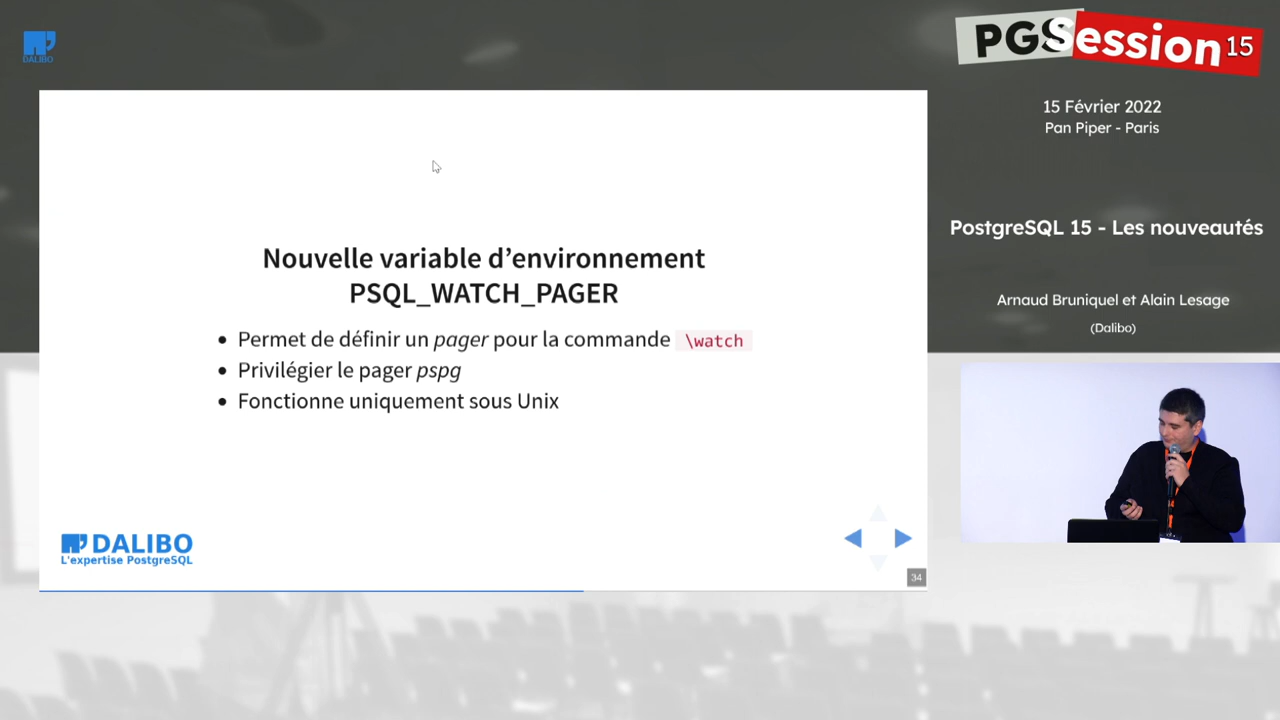 DALIBO
PGSession 15
15 Février 2022
Pan Piper - Paris
PostgreSQL 15 - Les nouveautés
Arnaud Bruniquel et Alain Lesage
(Dalibo)
Nouvelle variable d’environnement
PSQL_WATCH_PAGER
• Permet de définir un pager pour la commande \watch
• Privilégier le pager pspg
• Fonctionne uniquement sous Unix
DALIBO
L'expertise PostgreSQL
34